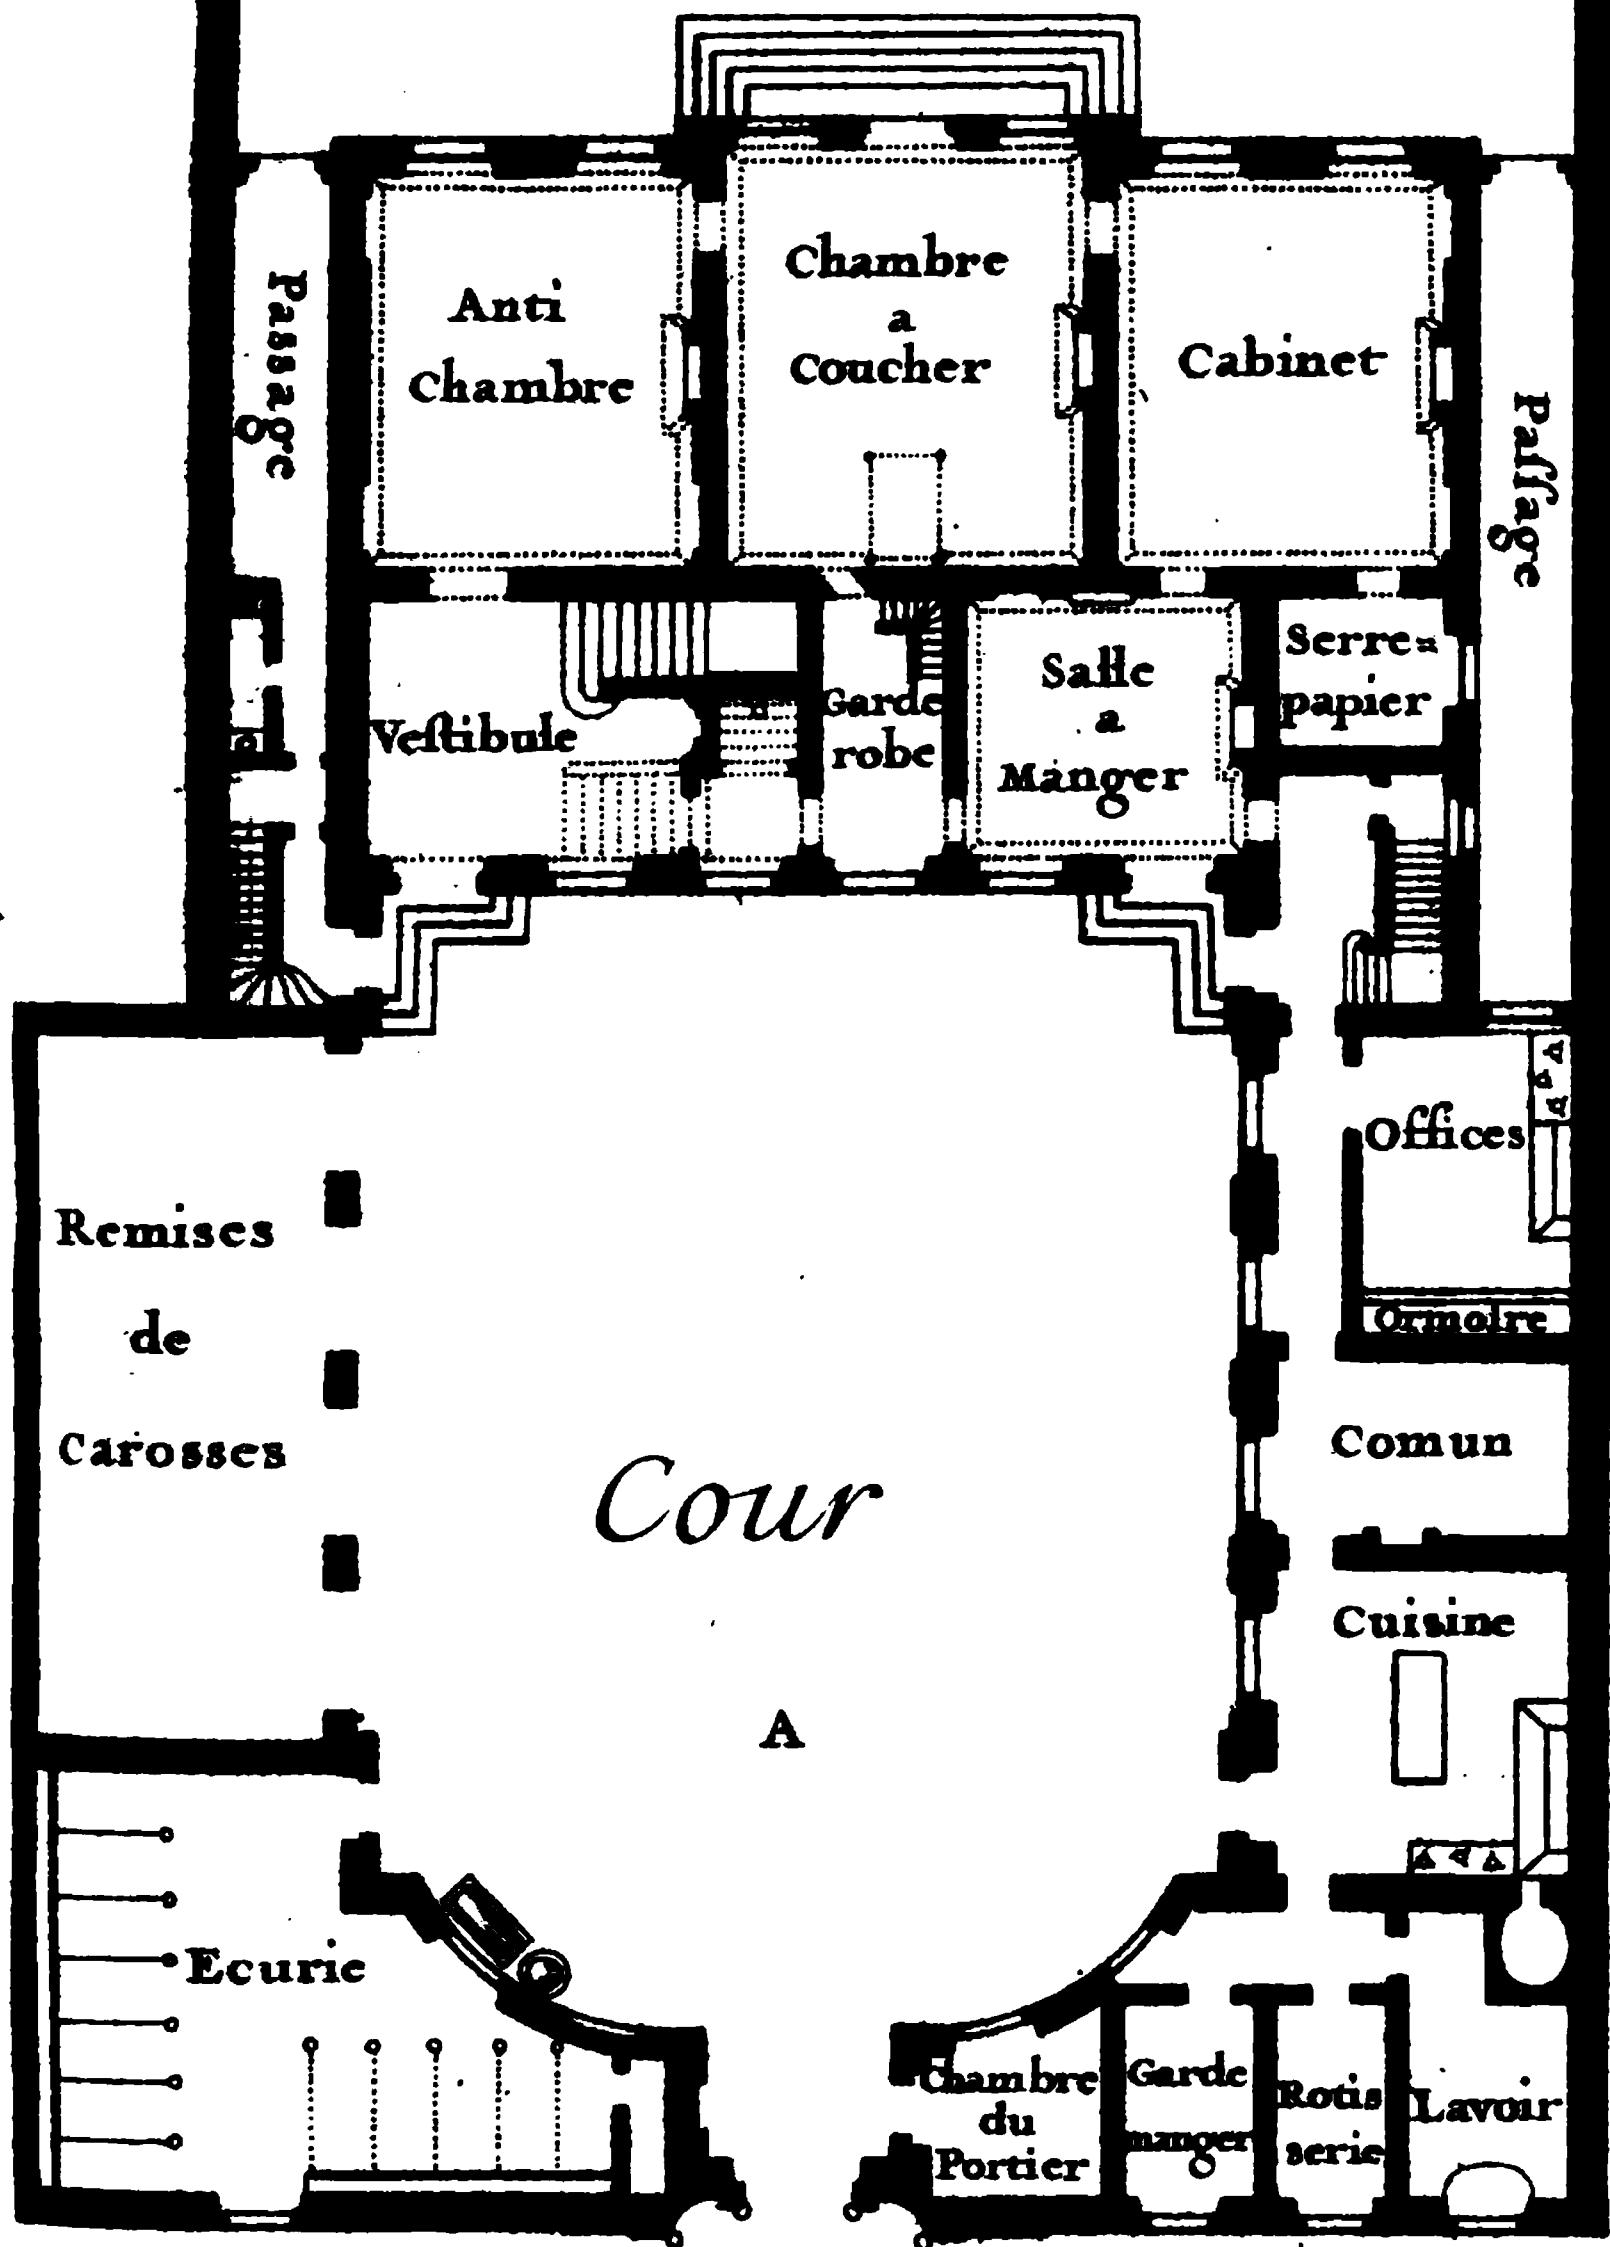 Anti
Chambre
Chambre
a
Coucher
Cabinet
Passage
Paſſage
Veſtibule
Garde
robe
Salle
a
Manger
Serre=
papier
Offices
Ormoire
Remises
de
Carosses
Comun
Cour
Cuisine
A
Ecurie
Chambre
du
Portier
Garde
manger
Rotis
serie
Lavoir